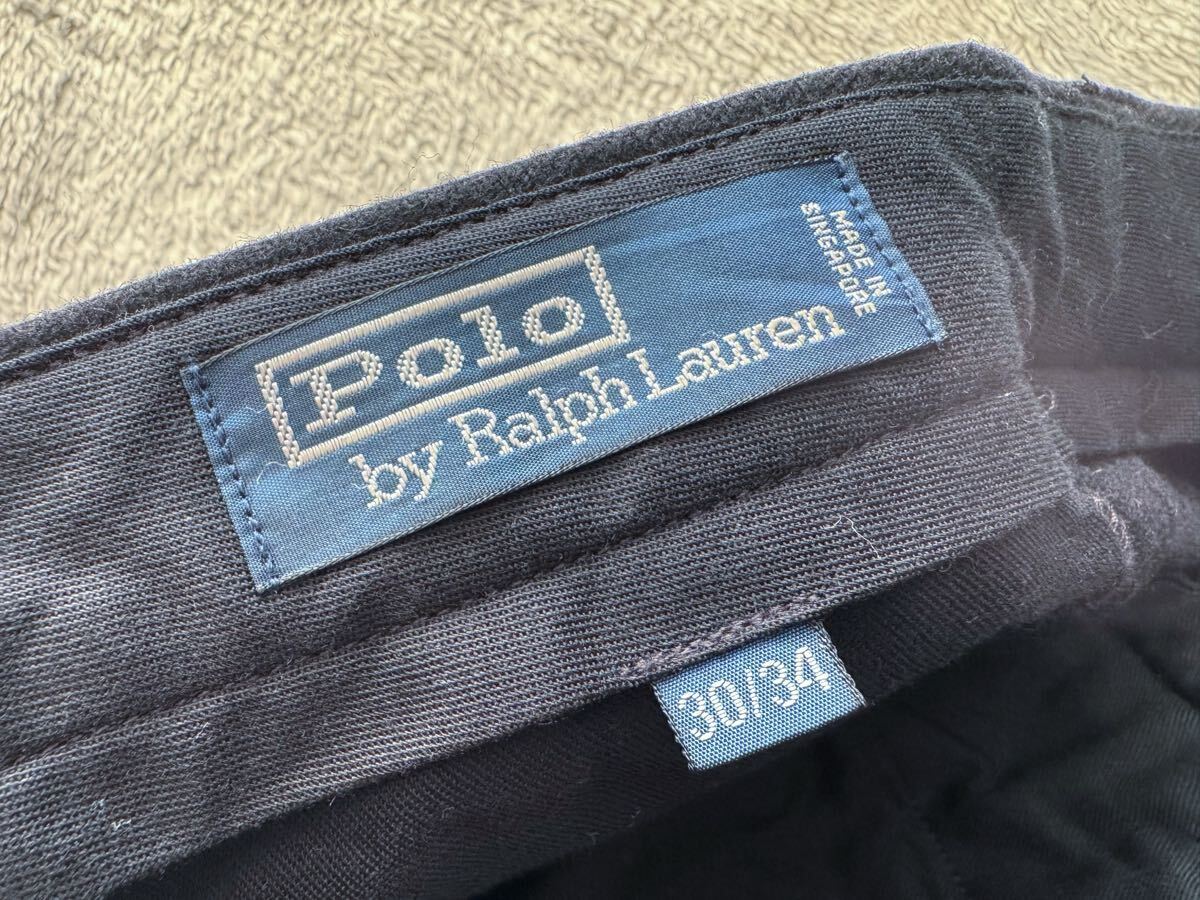 Polo
by Ralph Lauren
MADE IN
SINGAPORE
30/34